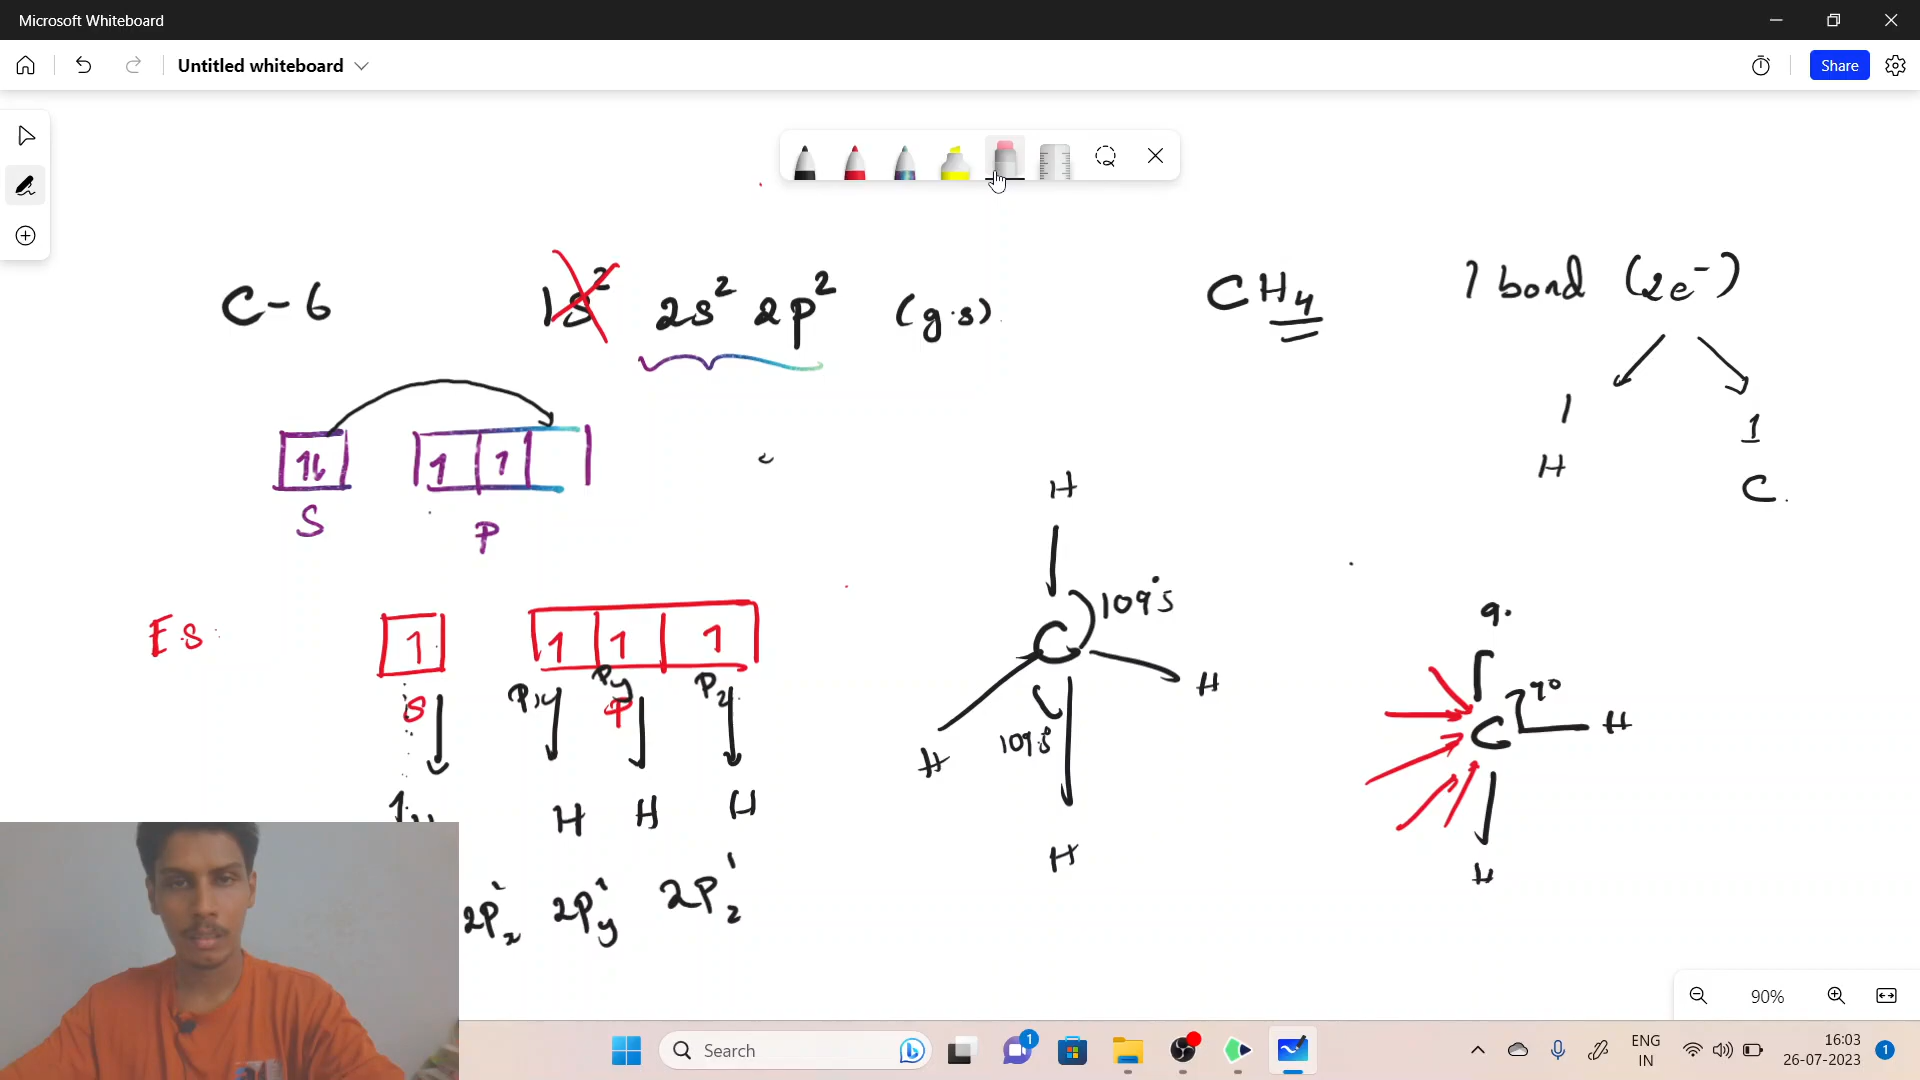 Microsoft Whiteboard
Untitled whiteboard
Share
C-6 1s² 2s² 2p² (g.s)
CH₄
1 bond (2e⁻)
1
H
1
C
1
1
S
P
H
109.5
C
H
H
109.5
H
E.S
1
1 1 1
S
P
Py
Pz
1s
H H H
2Px¹ 2Py¹ 2Pz¹
90
C
H
H
90%
Search
1
ENG
IN
16:03
26-07-2023
1